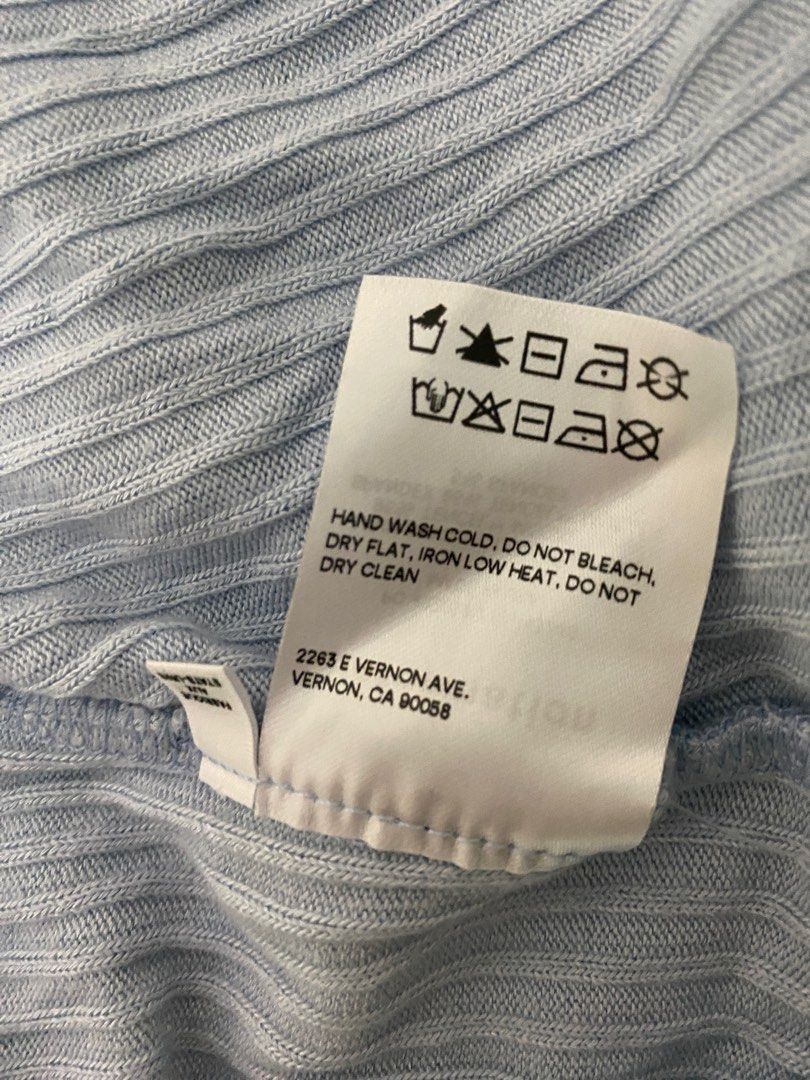 HAND WASH COLD, DO NOT BLEACH,
DRY FLAT, IRON LOW HEAT, DO NOT
DRY CLEAN
2263 E VERNON AVE.
VERNON, CA 90058